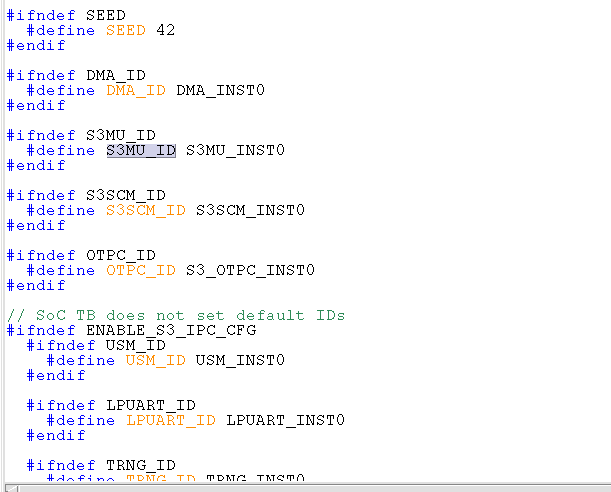 #ifndef SEED
  #define SEED 42
#endif

#ifndef DMA_ID
  #define DMA_ID DMA_INST0
#endif

#ifndef S3MU_ID
  #define S3MU_ID S3MU_INST0
#endif

#ifndef S3SCM_ID
  #define S3SCM_ID S3SCM_INST0
#endif

#ifndef OTPC_ID
  #define OTPC_ID S3_OTPC_INST0
#endif

// SoC TB does not set default IDs
#ifndef ENABLE_S3_IPC_CFG
  #ifndef USM_ID
    #define USM_ID USM_INST0
  #endif

  #ifndef LPUART_ID
    #define LPUART_ID LPUART_INST0
  #endif

  #ifndef TRNG_ID
    #define TRNG_ID TRNG_INST0